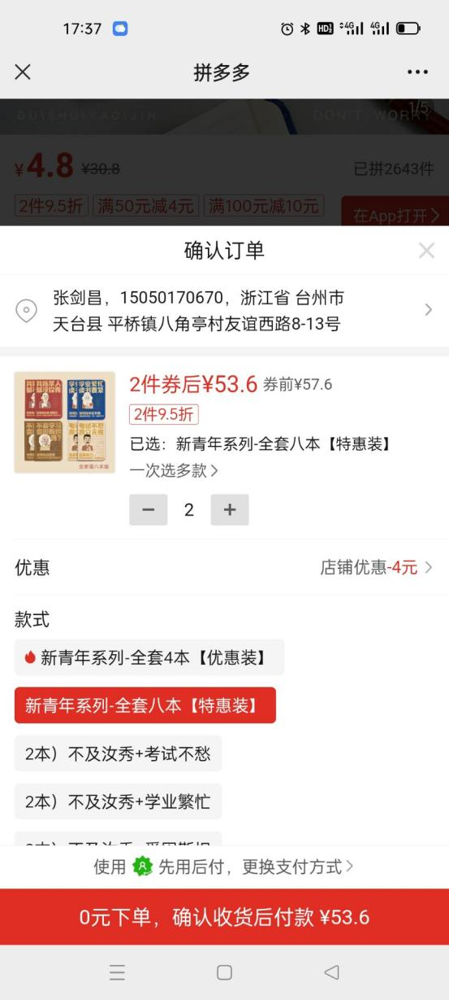 17:37
HD2 4G 4G
拼多多
DU\SHU\YAO\JIN
DON'T WORRY
1/5
¥4.8 ¥30.8 已拼2643件
2件9.5折 满50元减4元 满100元减10元
在App打开
确认订单
张剑昌，15050170670，浙江省 台州市
天台县 平桥镇八角亭村友谊西路8-13号
2件券后¥53.6 券前¥57.6
2件9.5折
已选：新青年系列-全套八本【特惠装】
一次选多款
2
优惠 店铺优惠-4元
款式
新青年系列-全套4本【优惠装】
新青年系列-全套八本【特惠装】
2本）不及汝秀+考试不愁
2本）不及汝秀+学业繁忙
使用 先用后付，更换支付方式
0元下单，确认收货后付款 ¥53.6